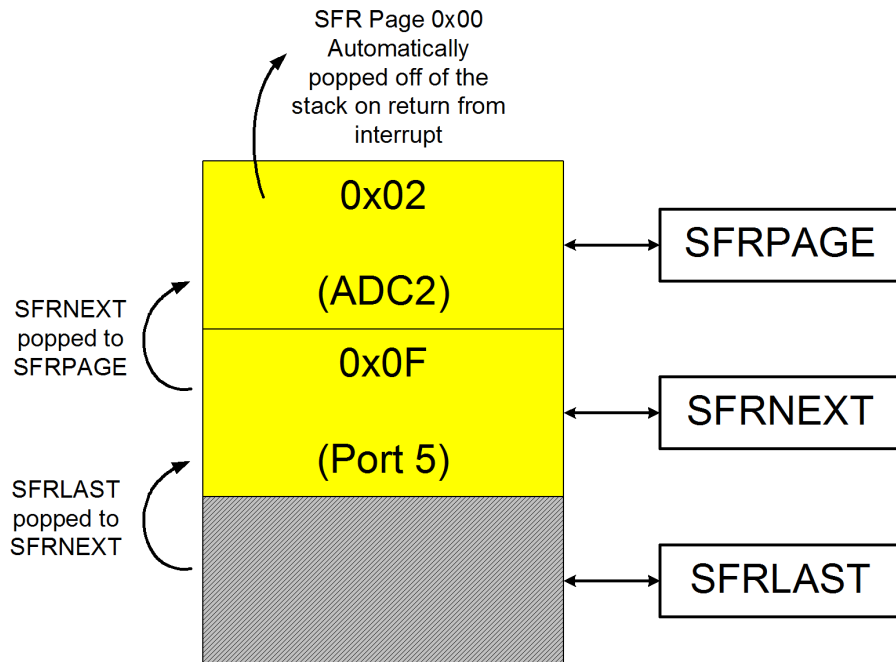 SFR Page 0x00
Automatically
popped off of the
stack on return from
interrupt
0x02
(ADC2)
SFRPAGE
SFRNEXT
popped to
SFRPAGE
0x0F
(Port 5)
SFRNEXT
SFRLAST
popped to
SFRNEXT
SFRLAST